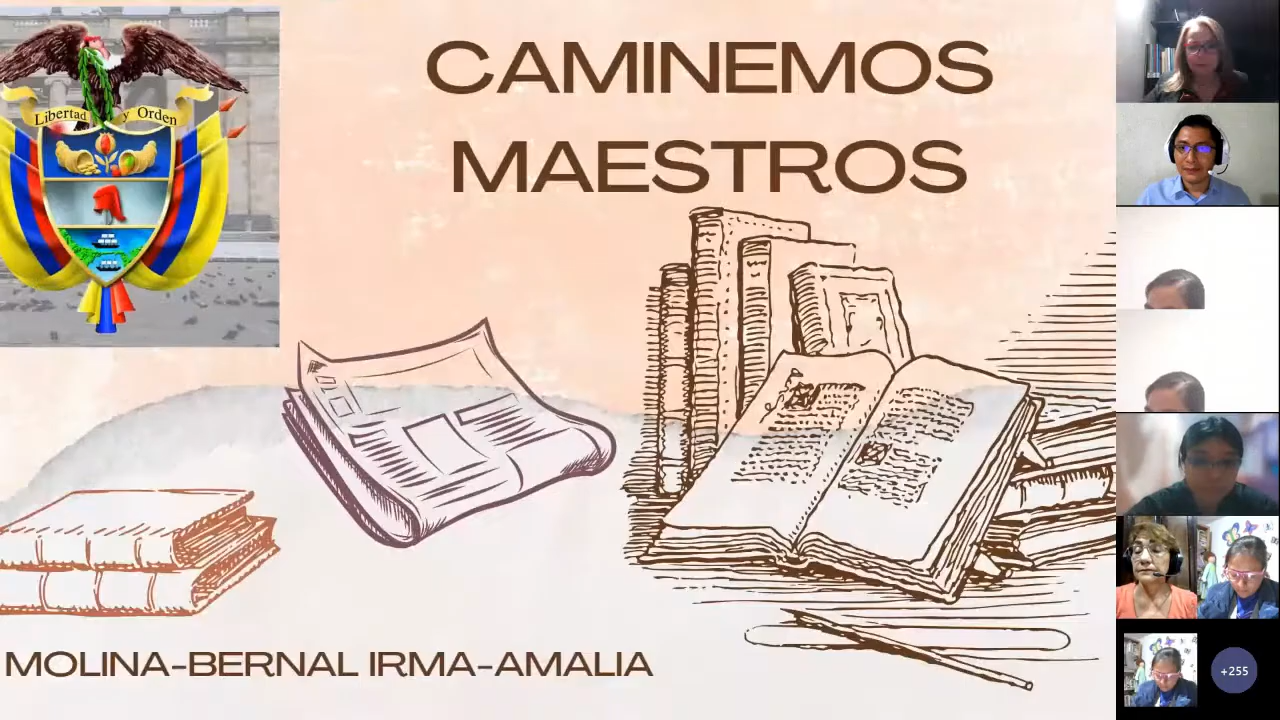 CAMINEMOS
MAESTROS
Libertad y Orden
MOLINA-BERNAL IRMA-AMALIA
+255